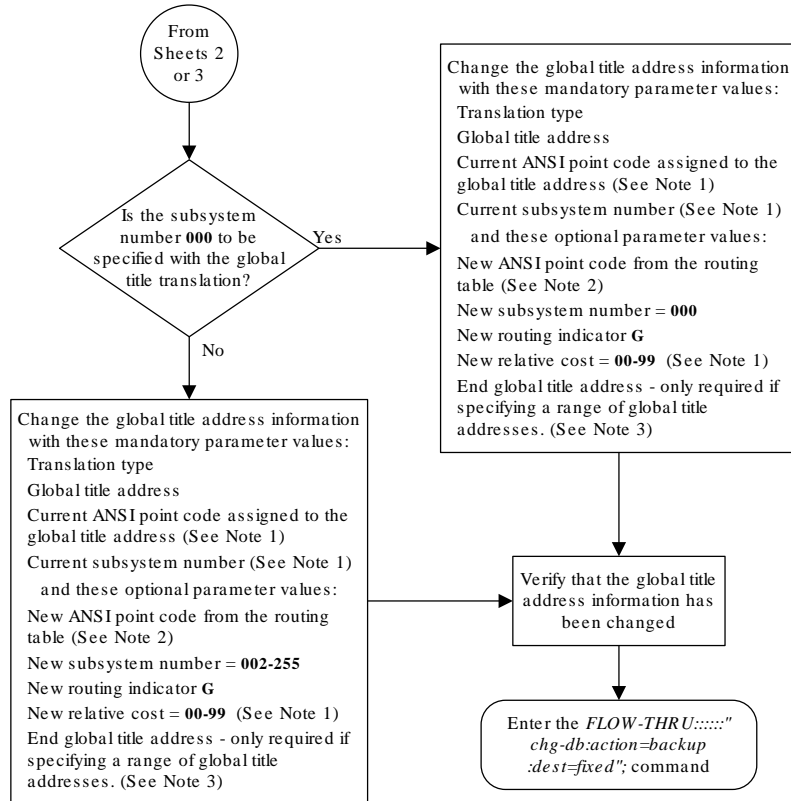 From
Sheets 2
or 3
Is the subsystem
number 000 to be
specified with the global
title translation?
Yes
No
Change the global title address information
with these mandatory parameter values:
Translation type
Global title address
Current ANSI point code assigned to the
global title address (See Note 1)
Current subsystem number (See Note 1)
and these optional parameter values:
New ANSI point code from the routing
table (See Note 2)
New subsystem number = 000
New routing indicator G
New relative cost = 00-99 (See Note 1)
End global title address - only required if
specifying a range of global title
addresses. (See Note 3)
Change the global title address information
with these mandatory parameter values:
Translation type
Global title address
Current ANSI point code assigned to the
global title address (See Note 1)
Current subsystem number (See Note 1)
and these optional parameter values:
New ANSI point code from the routing
table (See Note 2)
New subsystem number = 002-255
New routing indicator G
New relative cost = 00-99 (See Note 1)
End global title address - only required if
specifying a range of global title
addresses. (See Note 3)
Verify that the global title
address information has
been changed
Enter the FLOW-THRU::::::"
chg-db:action=backup
:dest=fixed"; command